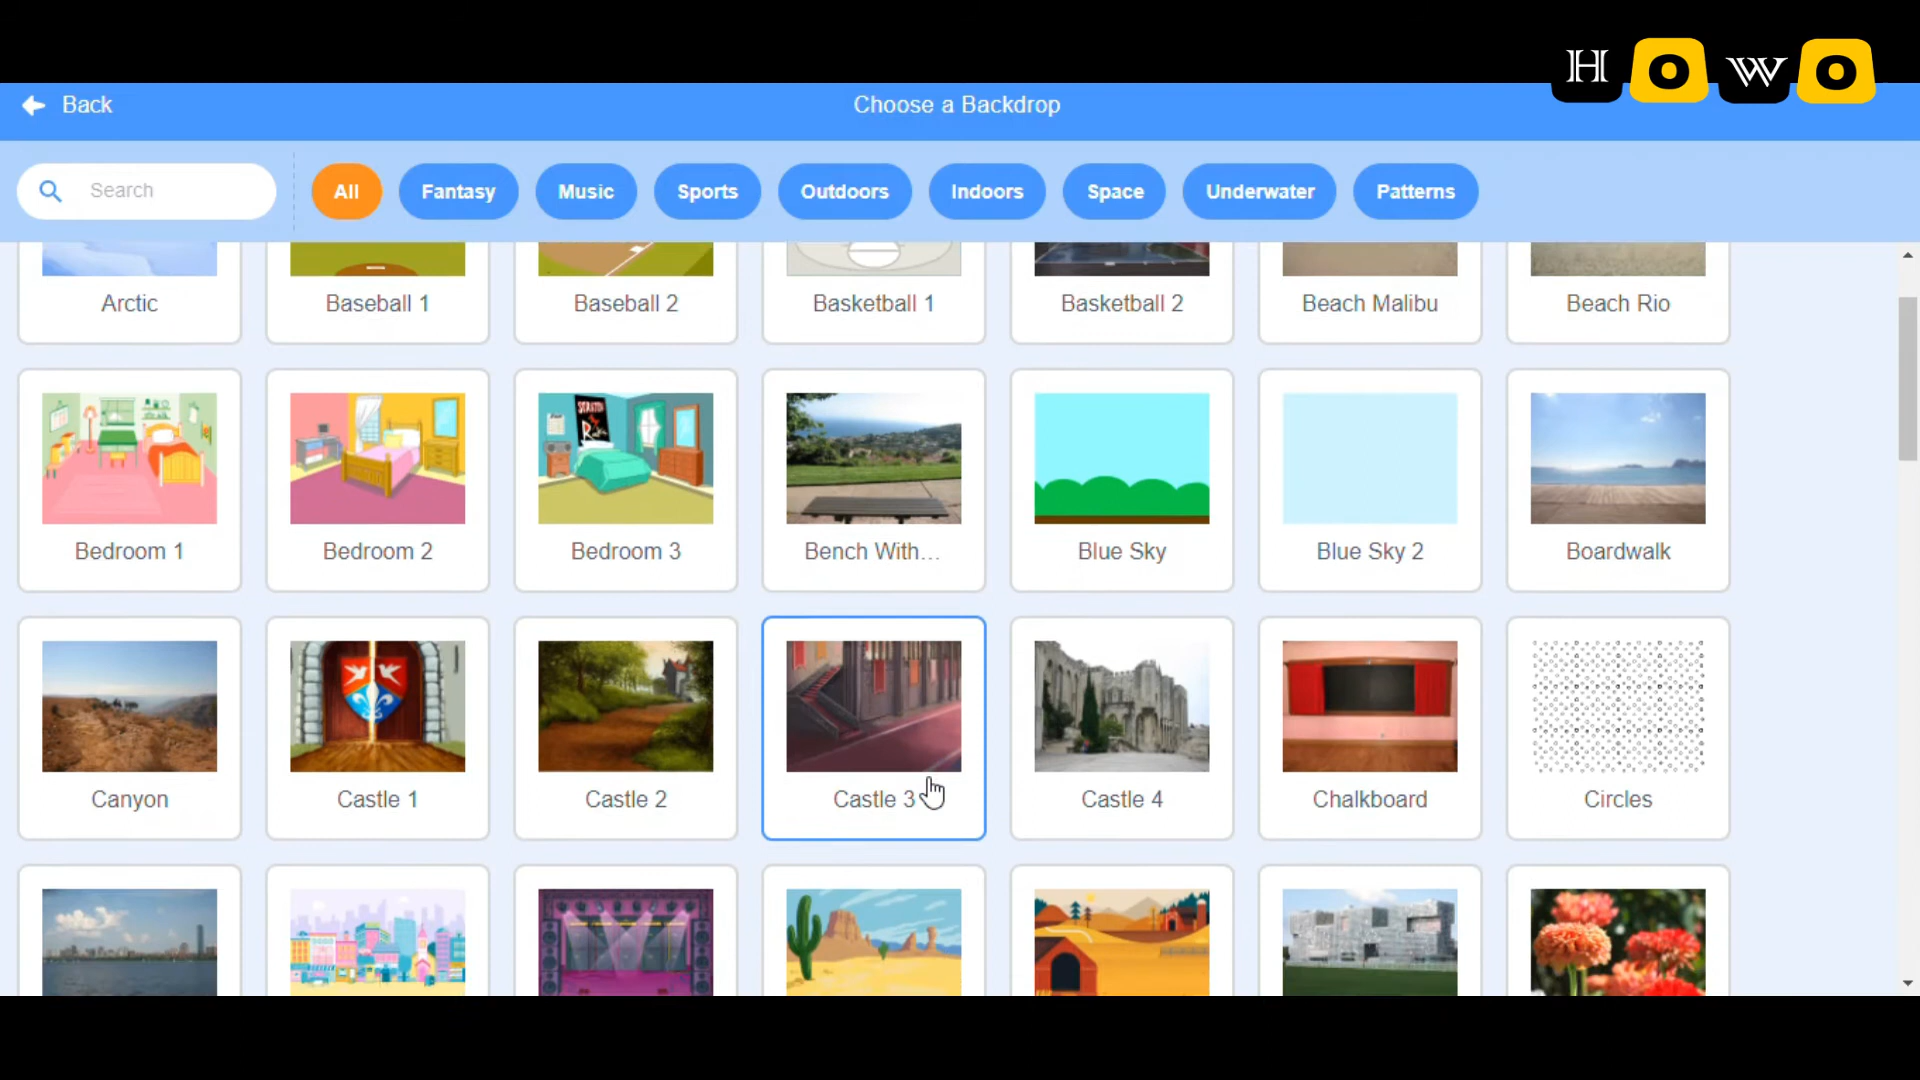 HOWO
Back
Choose a Backdrop
Search
All
Fantasy
Music
Sports
Outdoors
Indoors
Space
Underwater
Patterns
Arctic
Baseball 1
Baseball 2
Basketball 1
Basketball 2
Beach Malibu
Beach Rio
Bedroom 1
Bedroom 2
Bedroom 3
Bench With...
Blue Sky
Blue Sky 2
Boardwalk
Canyon
Castle 1
Castle 2
Castle 3
Castle 4
Chalkboard
Circles